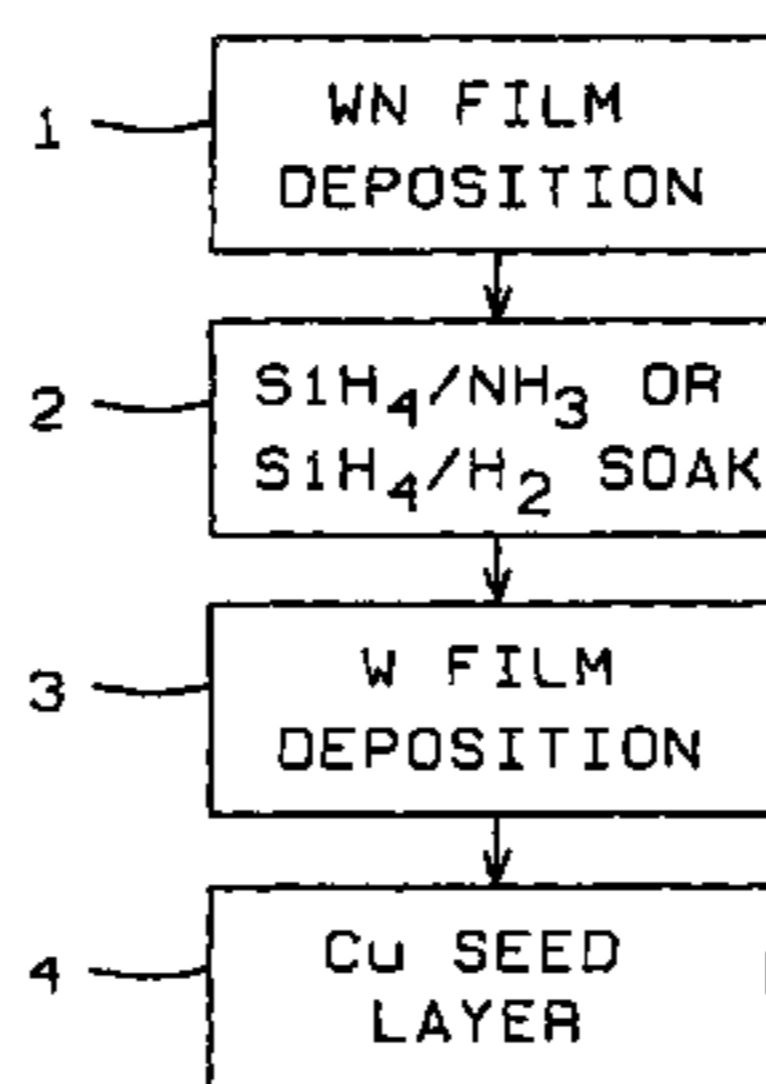 1
WN FILM
DEPOSITION
2
SiH₄/NH₃ OR
SiH₄/H₂ SOAK
3
W FILM
DEPOSITION
4
Cu SEED
LAYER